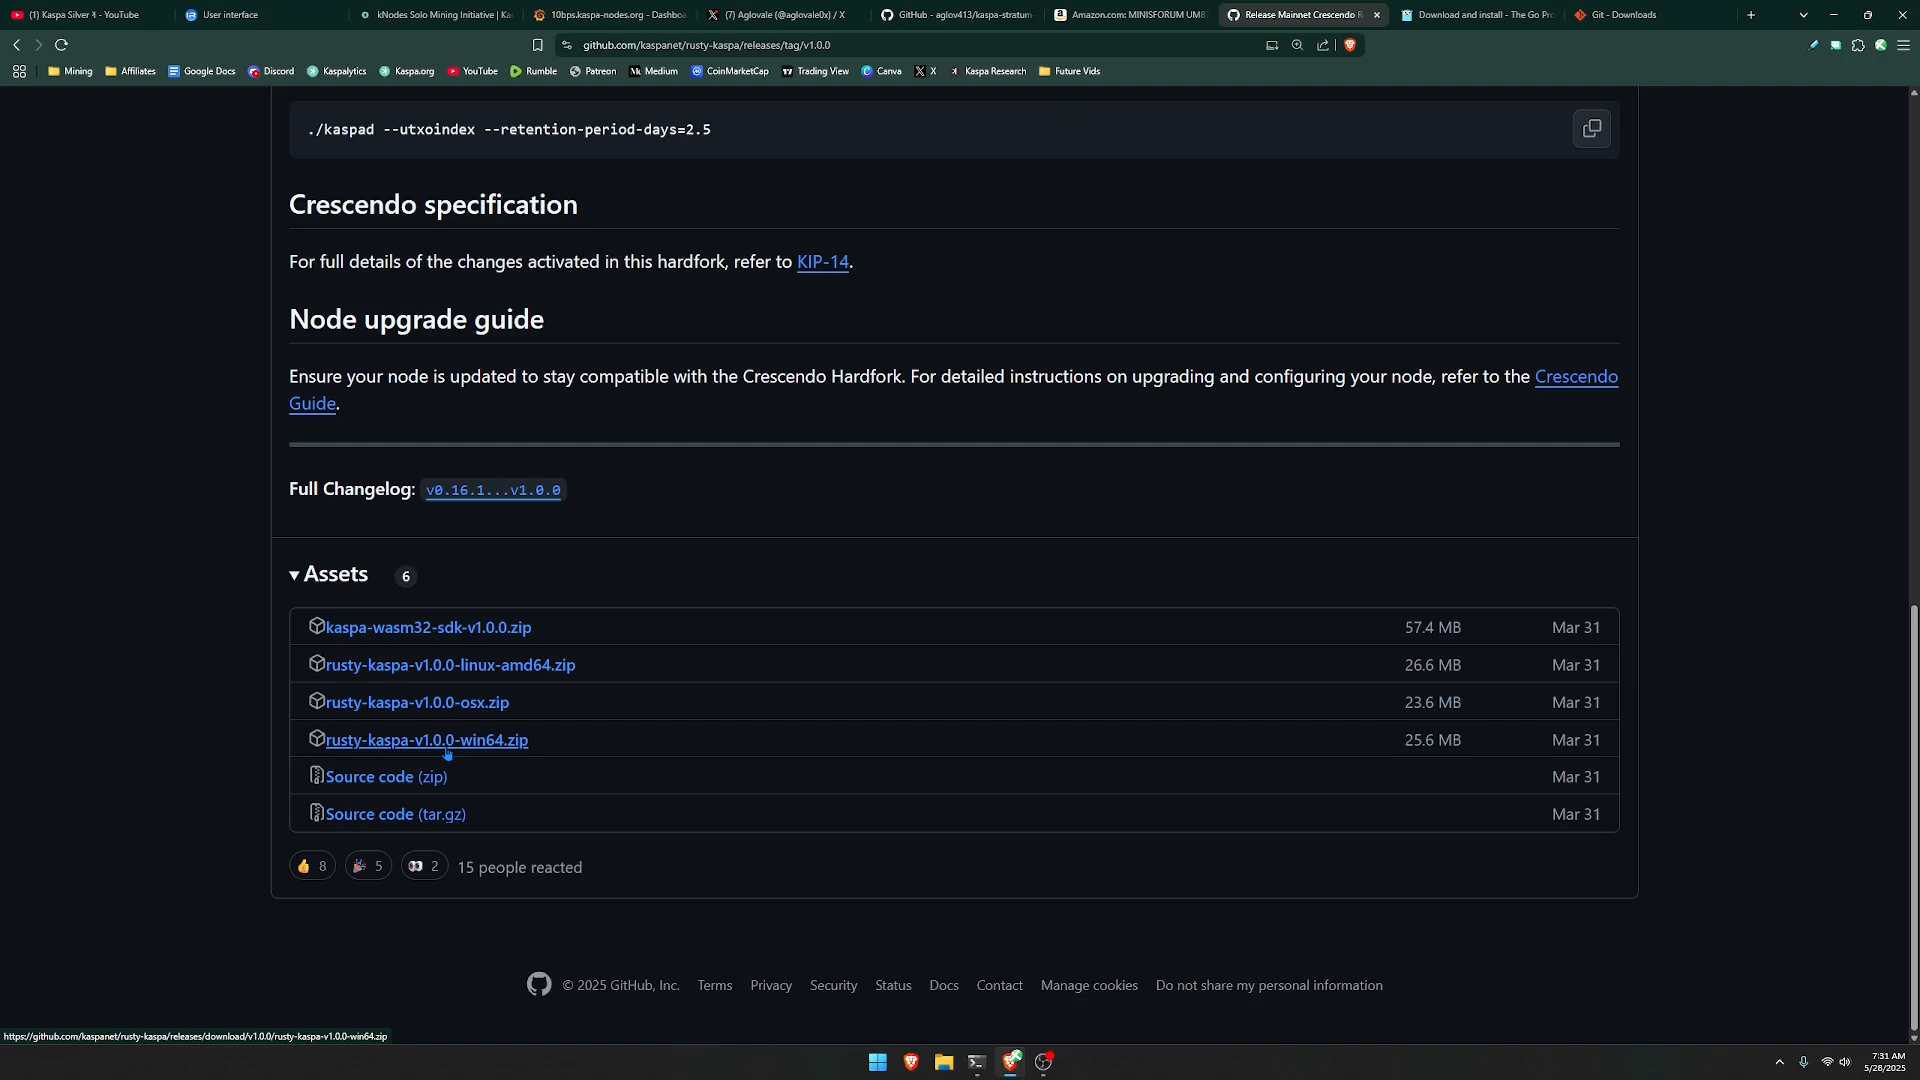 (1) Kaspa Silver - YouTube
User interface
kNodes Solo Mining Initiative | Kas
10bps.kaspa-nodes.org - Dashboa
(7) Aglovale (@aglovale0x) / X
GitHub - aglov413/kaspa-stratum-
Amazon.com: MINISFORUM UM87
Release Mainnet Crescendo R
Download and install - The Go Pro
Git - Downloads
github.com/kaspanet/rusty-kaspa/releases/tag/v1.0.0
Mining
Affiliates
Google Docs
Discord
Kaspalytics
Kaspa.org
YouTube
Rumble
Patreon
Medium
CoinMarketCap
Trading View
Canva
X
Kaspa Research
Future Vids
./kaspad --utxoindex --retention-period-days=2.5
Crescendo specification
For full details of the changes activated in this hardfork, refer to KIP-14.
Node upgrade guide
Ensure your node is updated to stay compatible with the Crescendo Hardfork. For detailed instructions on upgrading and configuring your node, refer to the Crescendo
Guide.
Full Changelog: v0.16.1...v1.0.0
Assets 6
kaspa-wasm32-sdk-v1.0.0.zip 57.4 MB Mar 31
rusty-kaspa-v1.0.0-linux-amd64.zip 26.6 MB Mar 31
rusty-kaspa-v1.0.0-osx.zip 23.6 MB Mar 31
rusty-kaspa-v1.0.0-win64.zip 25.6 MB Mar 31
Source code (zip) Mar 31
Source code (tar.gz) Mar 31
8 5 2 15 people reacted
© 2025 GitHub, Inc. Terms Privacy Security Status Docs Contact Manage cookies Do not share my personal information
https://github.com/kaspanet/rusty-kaspa/releases/download/v1.0.0/rusty-kaspa-v1.0.0-win64.zip
7:31 AM
5/28/2025